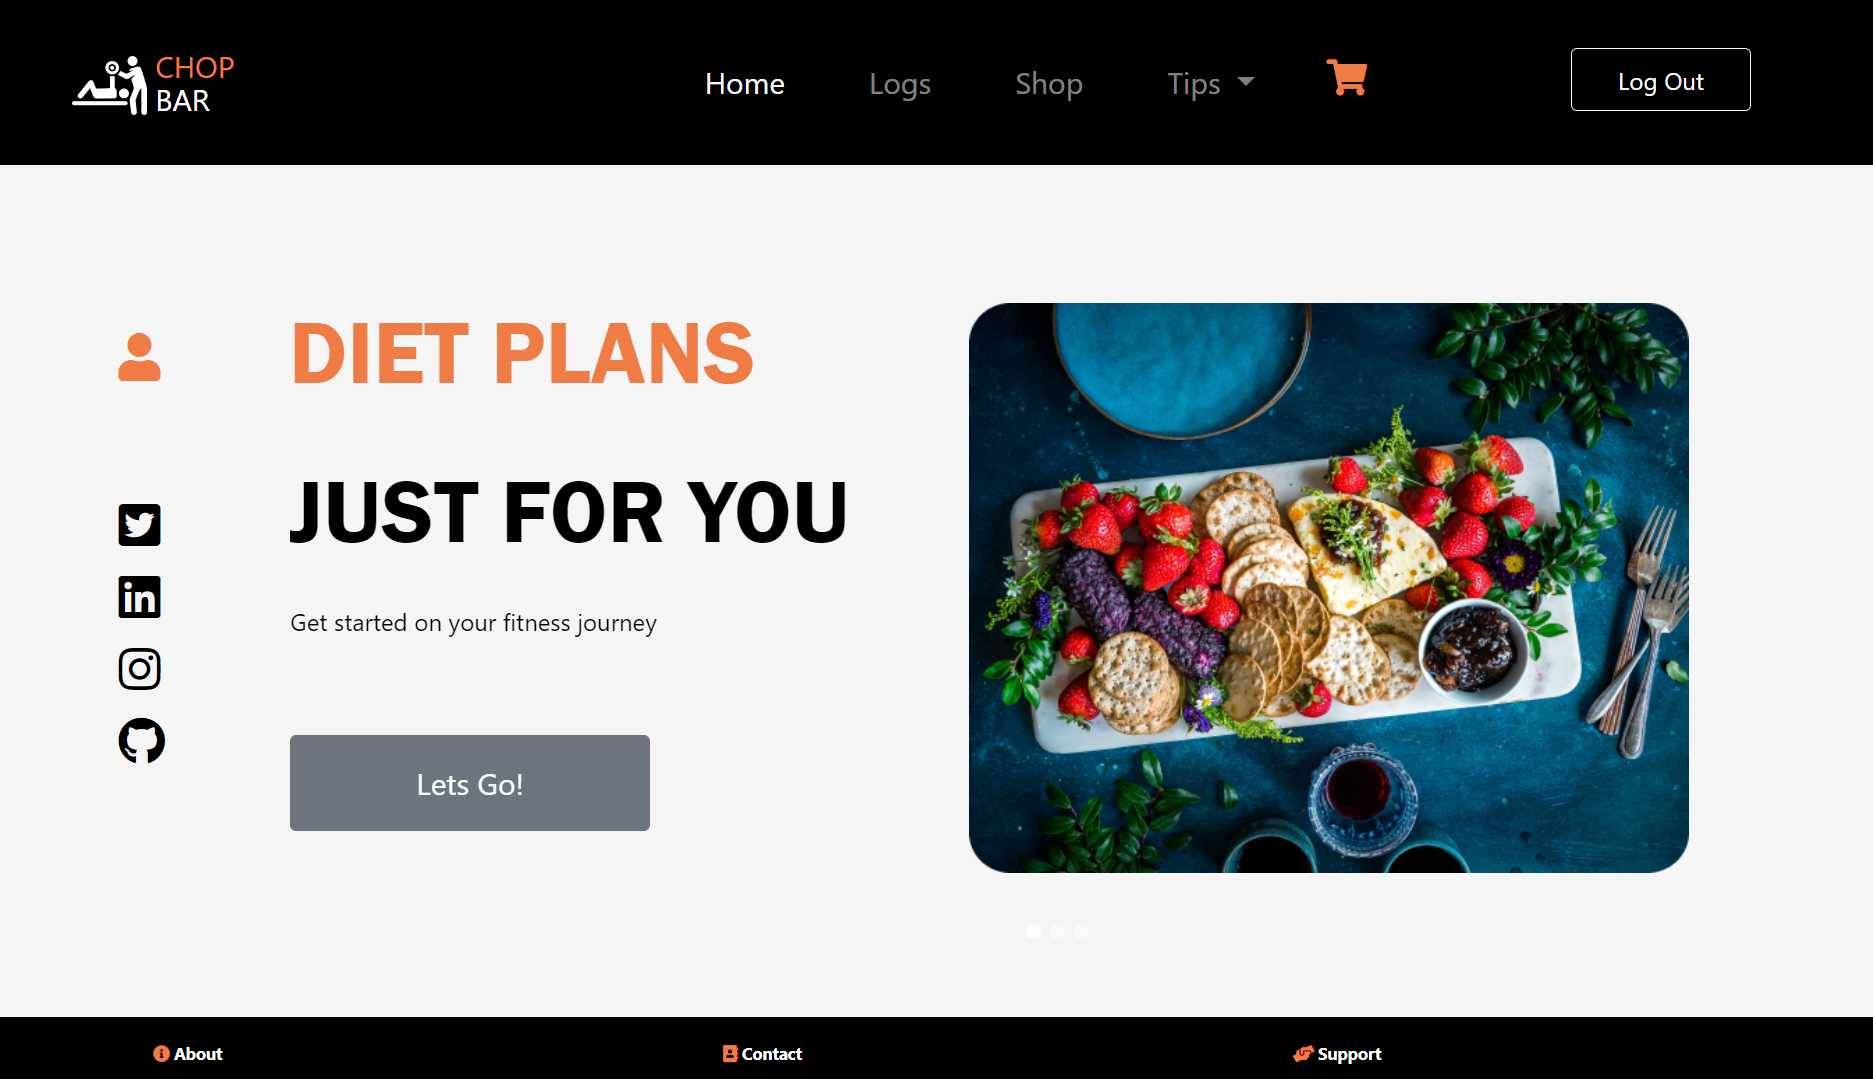 CHOP
BAR
Home
Logs
Shop
Tips
Log Out
DIET PLANS
JUST FOR YOU
Get started on your fitness journey
Lets Go!
About
Contact
Support